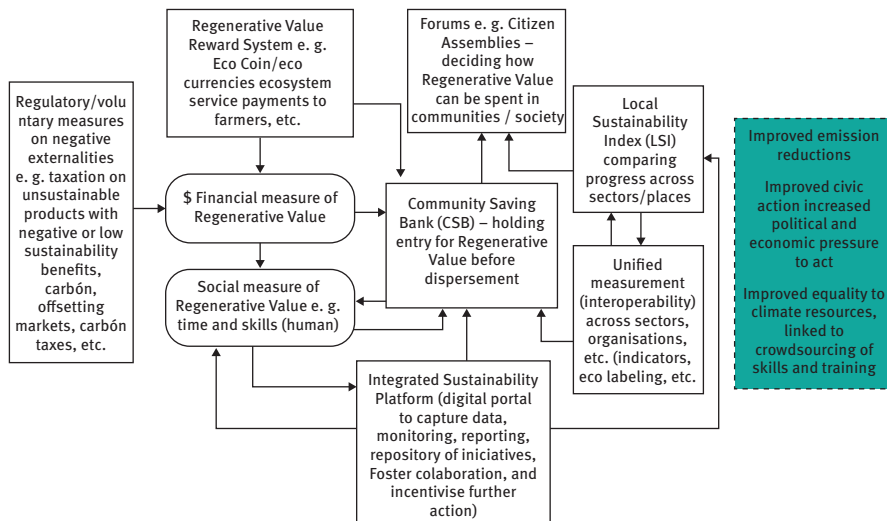 Regenerative Value
Reward System e. g.
Eco Coin/eco
currencies ecosystem
service payments to
farmers, etc.
Forums e. g. Citizen
Assemblies –
deciding how
Regenerative Value
can be spent in
communities / society
Regulatory/volun
tary measures
on negative
externalities
e. g. taxation on
unsustainable
products with
negative or low
sustainability
benefits,
carbón,
offsetting
markets, carbón
taxes, etc.
$ Financial measure of
Regenerative Value
Social measure of
Regenerative Value e. g.
time and skills (human)
Community Saving
Bank (CSB) – holding
entry for Regenerative
Value before
dispersement
Local
Sustainability
Index (LSI)
comparing
progress across
sectors/places
Unified
measurement
(interoperability)
across sectors,
organisations,
etc. (indicators,
eco labeling, etc.
Integrated Sustainability
Platform (digital portal
to capture data,
monitoring, reporting,
repository of iniciatives,
Foster colaboration, and
incentivise further
action)
Improved emission
reductions
Improved civic
action increased
political and
economic pressure
to act
Improved equality to
climate resources,
linked to
crowdsourcing of
skills and training